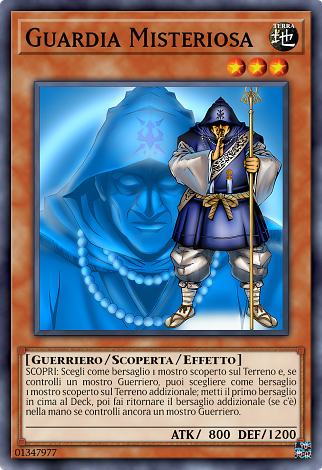 GUARDIA MISTERIOSA
TERRA
地
[GUERRIERO/SCOPERTA/EFFETTO]
SCOPRI: Scegli come bersaglio 1 mostro scoperto sul Terreno e, se
controlli un mostro Guerriero, puoi scegliere come bersaglio
1 mostro scoperto sul Terreno addizionale; metti il primo bersaglio
in cima al Deck, poi fai ritornare il bersaglio addizionale (se c'è)
nella mano se controlli ancora un mostro Guerriero.
ATK/ 800 DEF/1200
01347977